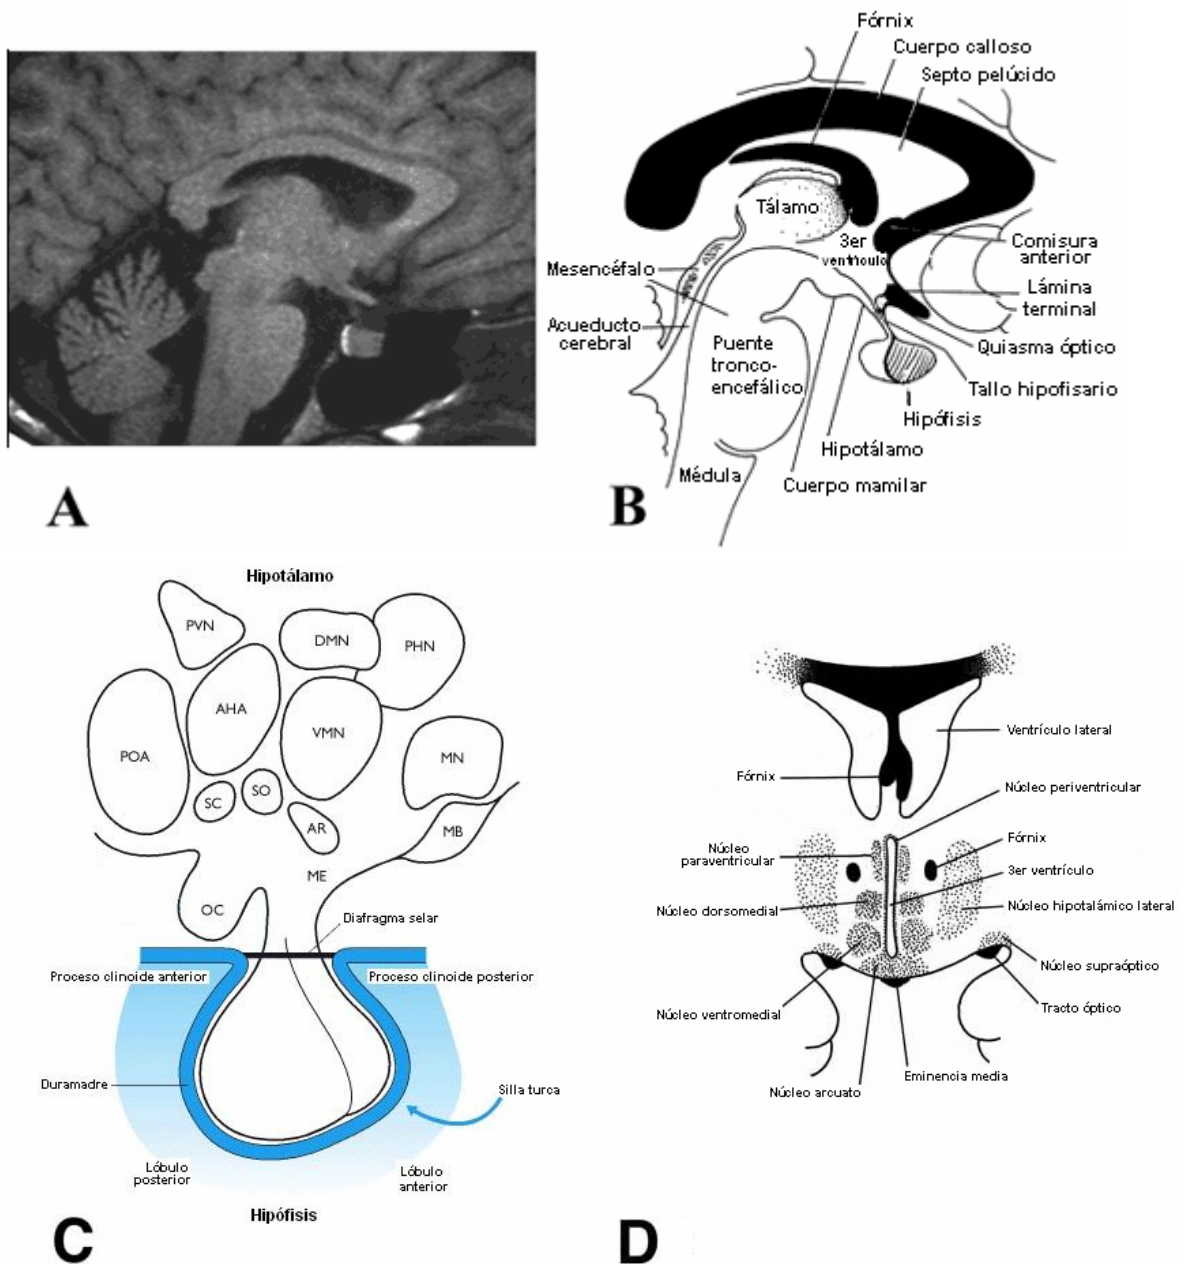 Fórnix
Cuerpo calloso
Septo pelúcido
Tálamo
3er
ventrículo
Comisura
anterior
Mesencéfalo
Lámina
terminal
Acueducto
cerebral
Puente
tronco-
encefálico
Quiasma óptico
Tallo hipofisario
Hipófisis
Hipotálamo
Médula
Cuerpo mamilar
A
B
Hipotálamo
PVN
DMN
PHN
AHA
POA
VMN
MN
SC
SO
AR
MB
ME
OC
Diafragma selar
Proceso clinoide anterior
Proceso clinoide posterior
Duramadre
Silla turca
Lóbulo
posterior
Lóbulo
anterior
Hipófisis
C
Ventrículo lateral
Fórnix
Núcleo periventricular
Núcleo
paraventricular
Fórnix
3er ventrículo
Núcleo dorsomedial
Núcleo hipotalámico lateral
Núcleo supraóptico
Núcleo ventromedial
Tracto óptico
Eminencia media
Núcleo arcuato
D